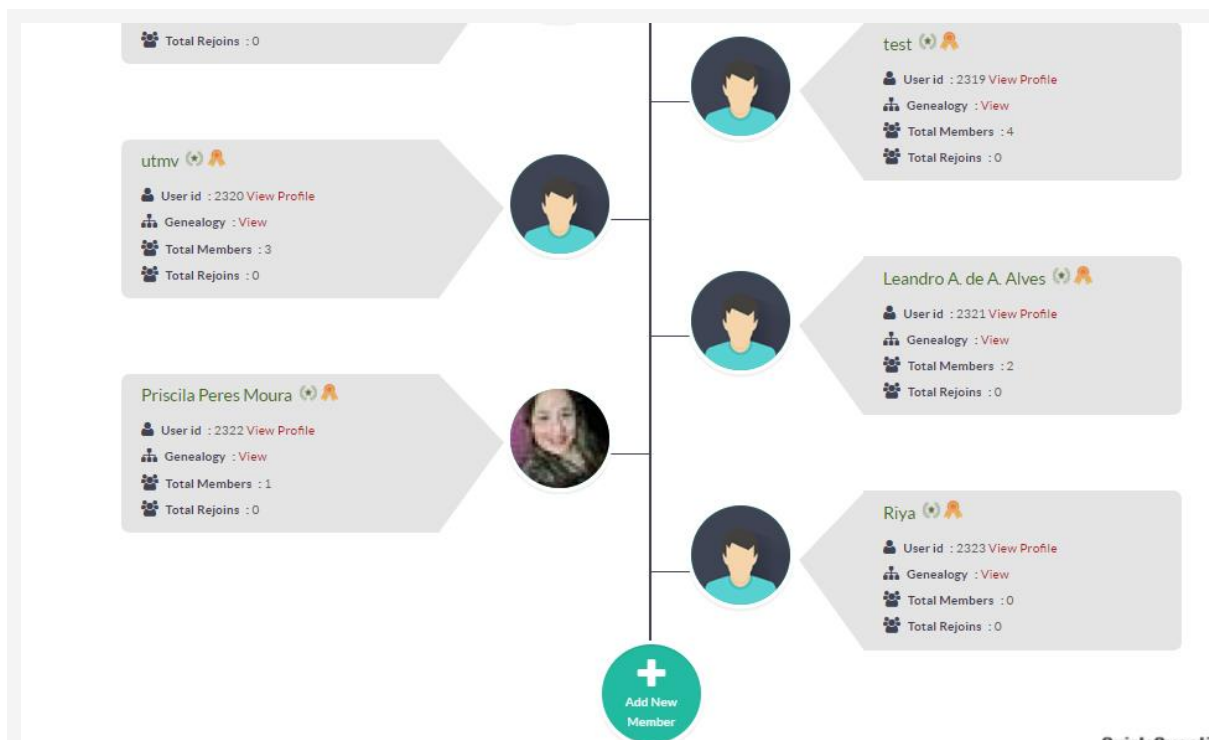 Total Rejoins : 0
test
User id : 2319 View Profile
Genealogy : View
Total Members : 4
Total Rejoins : 0
utmv
User id : 2320 View Profile
Genealogy : View
Total Members : 3
Total Rejoins : 0
Leandro A. de A. Alves
User id : 2321 View Profile
Genealogy : View
Total Members : 2
Total Rejoins : 0
Priscila Peres Moura
User id : 2322 View Profile
Genealogy : View
Total Members : 1
Total Rejoins : 0
Riya
User id : 2323 View Profile
Genealogy : View
Total Members : 0
Total Rejoins : 0
Add New
Member